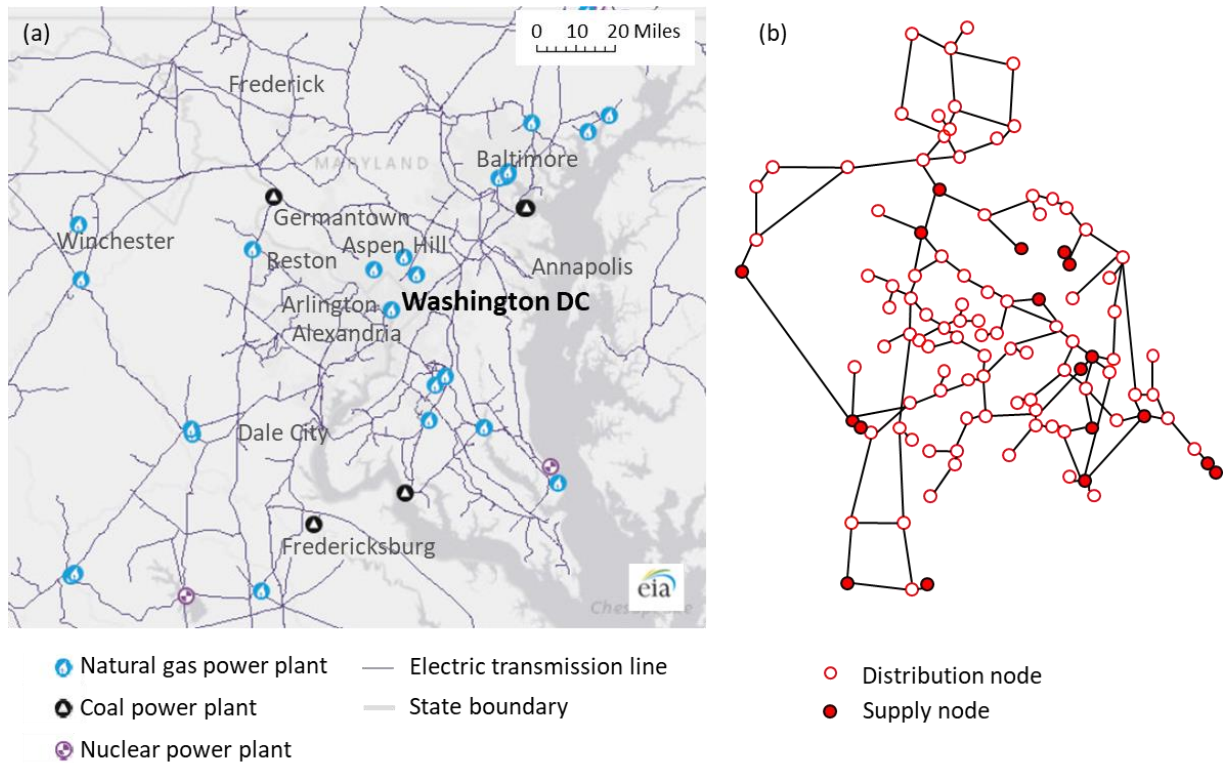 (a)
0 10 20 Miles
Frederick
MARYLAND
Baltimore
Germantown
Winchester
Aspen Hill
Reston
Annapolis
Arlington
Washington DC
Alexandria
Dale City
Fredericksburg
eia
Chesapeake
(b)
Natural gas power plant
Electric transmission line
Coal power plant
State boundary
Nuclear power plant
Distribution node
Supply node